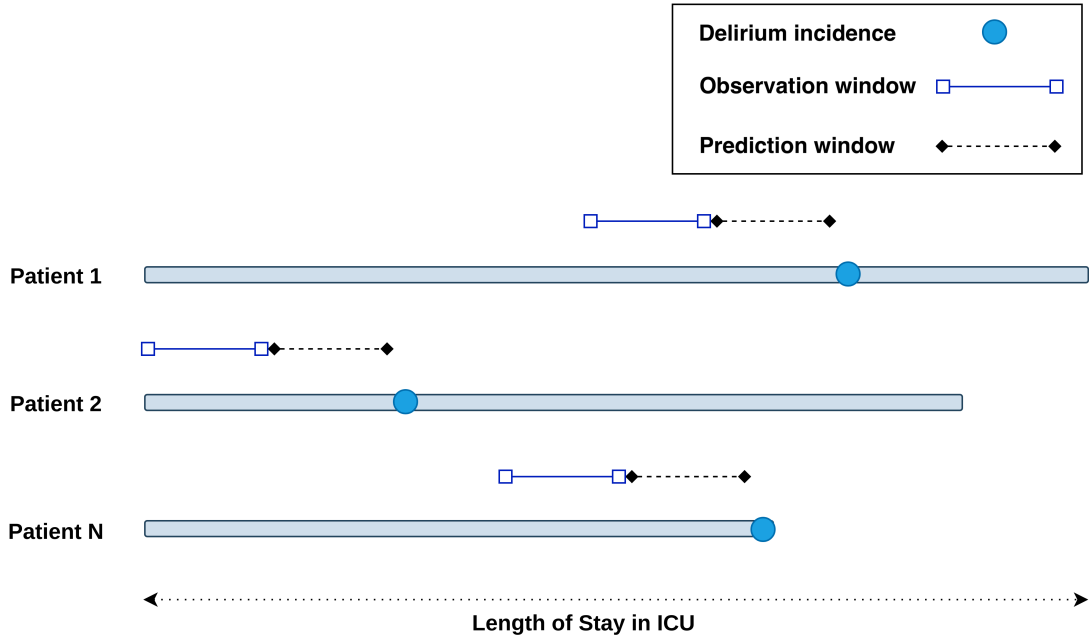 Delirium incidence
Observation window
Prediction window
Patient 1
Patient 2
Patient N
Length of Stay in ICU